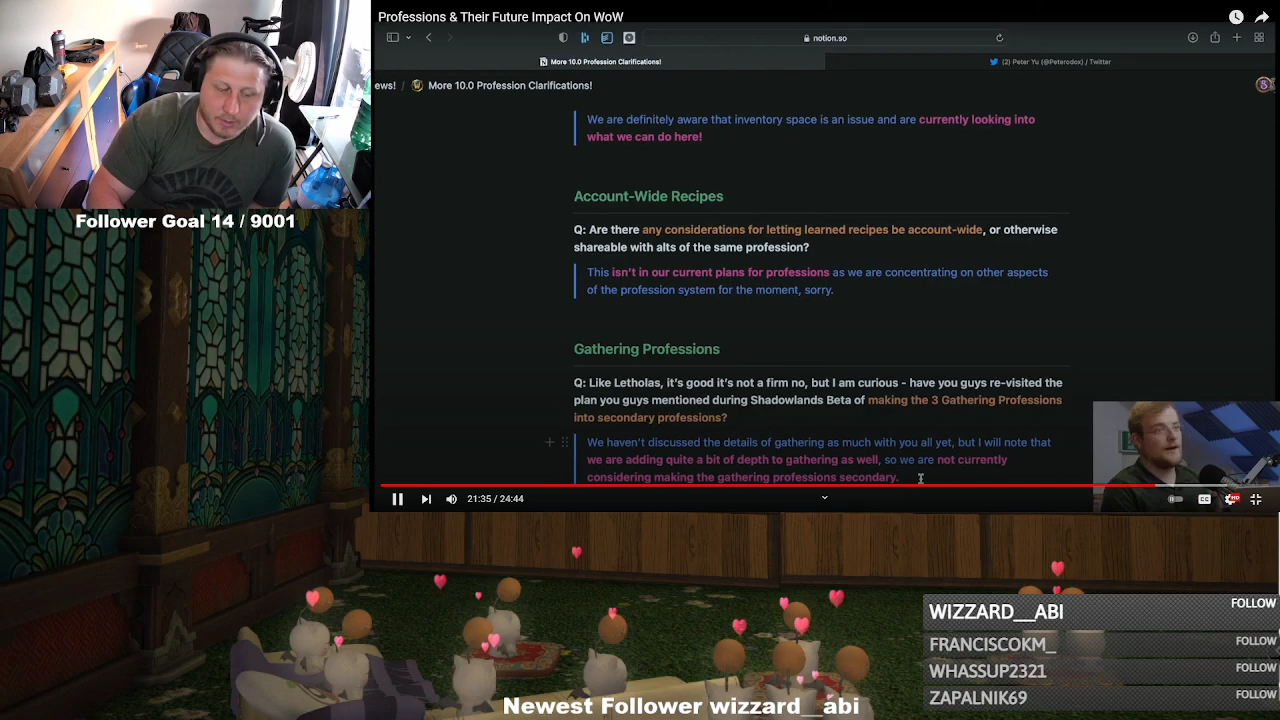 Professions & Their Future Impact On WoW
notion.so
More 10.0 Profession Clarifications!
(2) Peter Yu (@Peterodox) / Twitter
ews! / More 10.0 Profession Clarifications!
We are definitely aware that inventory space is an issue and are currently looking into
what we can do here!
Account-Wide Recipes
Q: Are there any considerations for letting learned recipes be account-wide, or otherwise
shareable with alts of the same profession?
This isn't in our current plans for professions as we are concentrating on other aspects
of the profession system for the moment, sorry.
Follower Goal 14 / 9001
Gathering Professions
Q: Like Letholas, it's good it's not a firm no, but I am curious - have you guys re-visited the
plan you guys mentioned during Shadowlands Beta of making the 3 Gathering Professions
into secondary professions?
We haven't discussed the details of gathering as much with you all yet, but I will note that
we are adding quite a bit of depth to gathering as well, so we are not currently
considering making the gathering professions secondary.
21:35 / 24:44
CC
HD
WIZZARD__ABI FOLLOW
FRANCISCOKM_ FOLLOW
WHASSUP2321 FOLLOW
ZAPALNIK69 FOLLOW
Newest Follower wizzard__abi